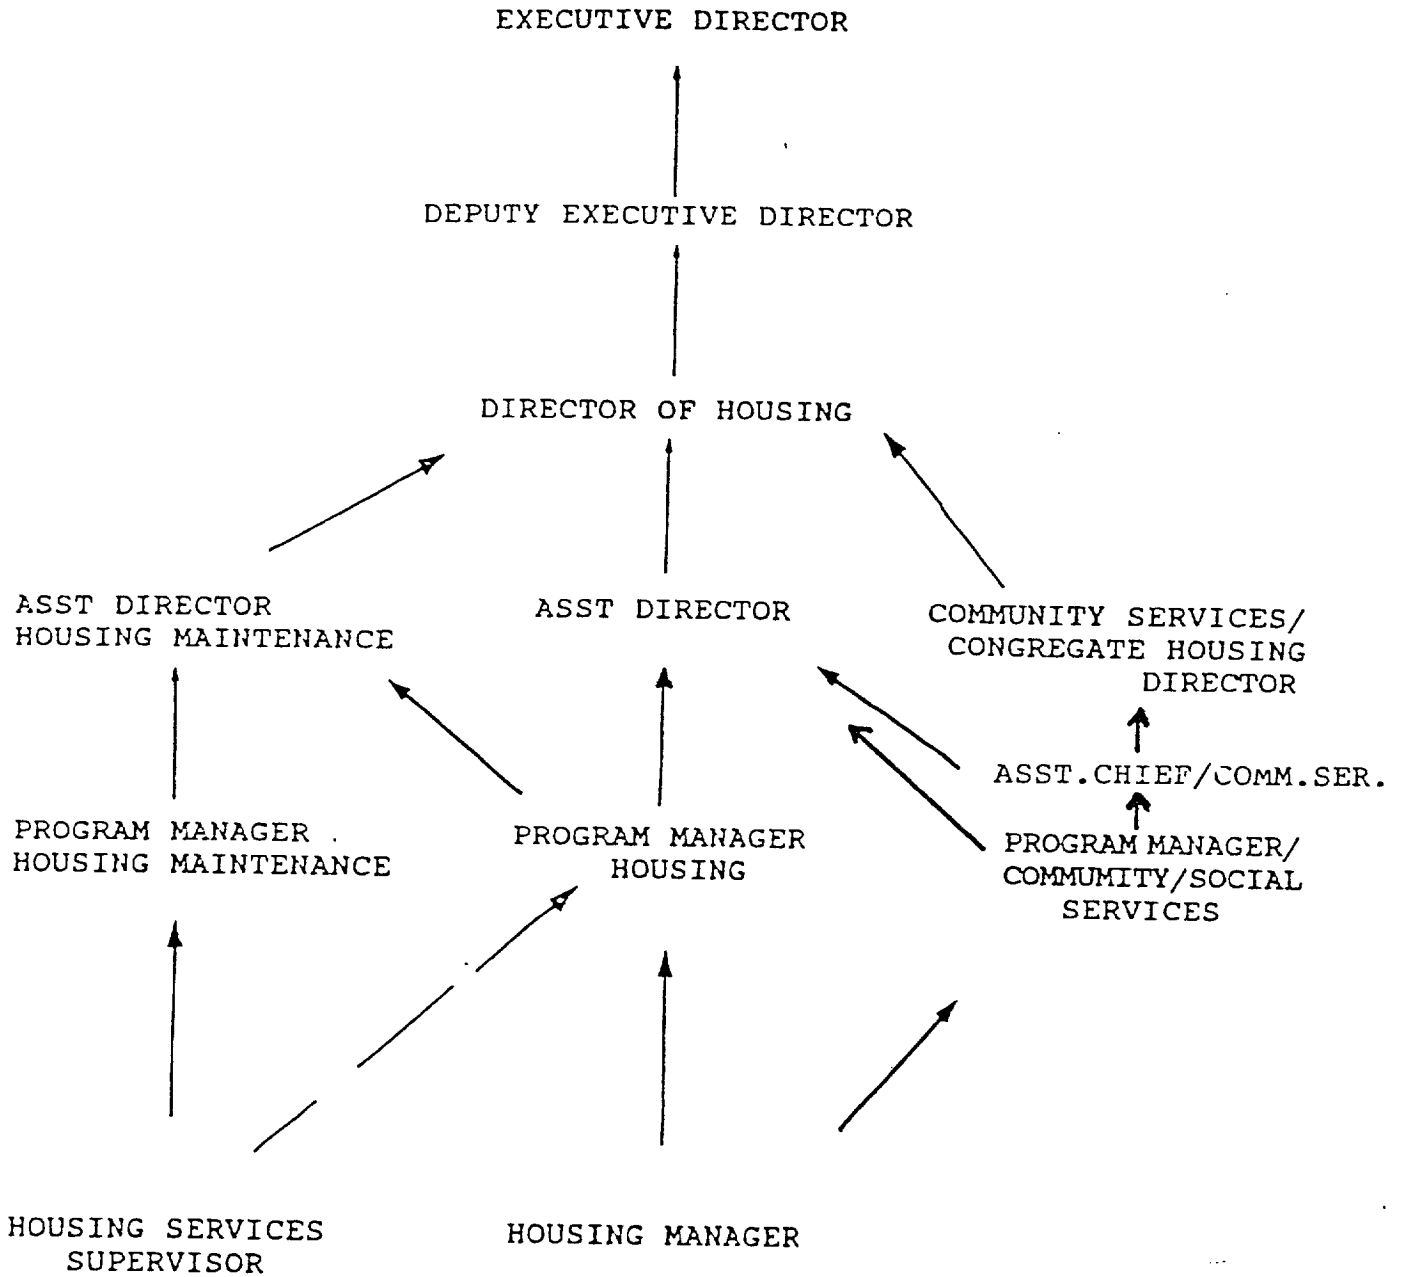 EXECUTIVE DIRECTOR
DEPUTY EXECUTIVE DIRECTOR
DIRECTOR OF HOUSING
ASST DIRECTOR
HOUSING MAINTENANCE
ASST DIRECTOR
COMMUNITY SERVICES/
CONGREGATE HOUSING
DIRECTOR
ASST.CHIEF/COMM.SER.
PROGRAM MANAGER
HOUSING MAINTENANCE
PROGRAM MANAGER
HOUSING
PROGRAM MANAGER/
COMMUMITY/SOCIAL
SERVICES
HOUSING SERVICES
SUPERVISOR
HOUSING MANAGER